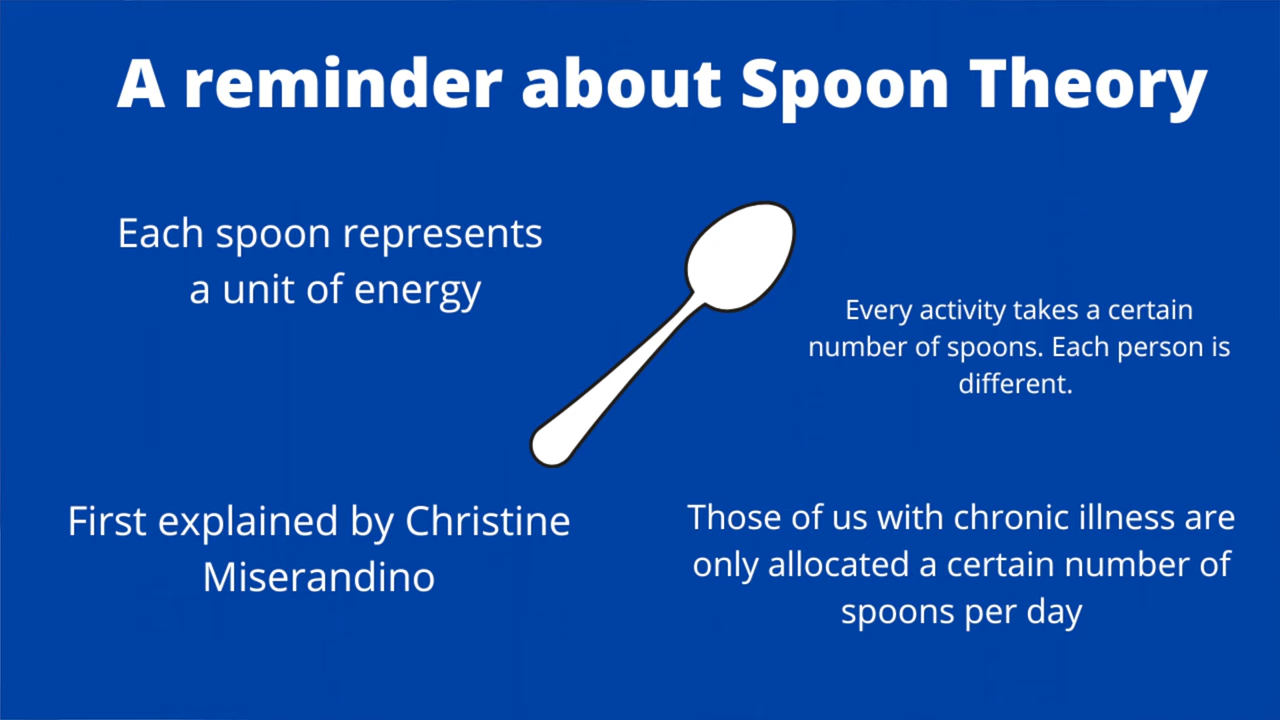 A reminder about Spoon Theory
Each spoon represents
a unit of energy
Every activity takes a certain
number of spoons. Each person is
different.
First explained by Christine
Miserandino
Those of us with chronic illness are
only allocated a certain number of
spoons per day